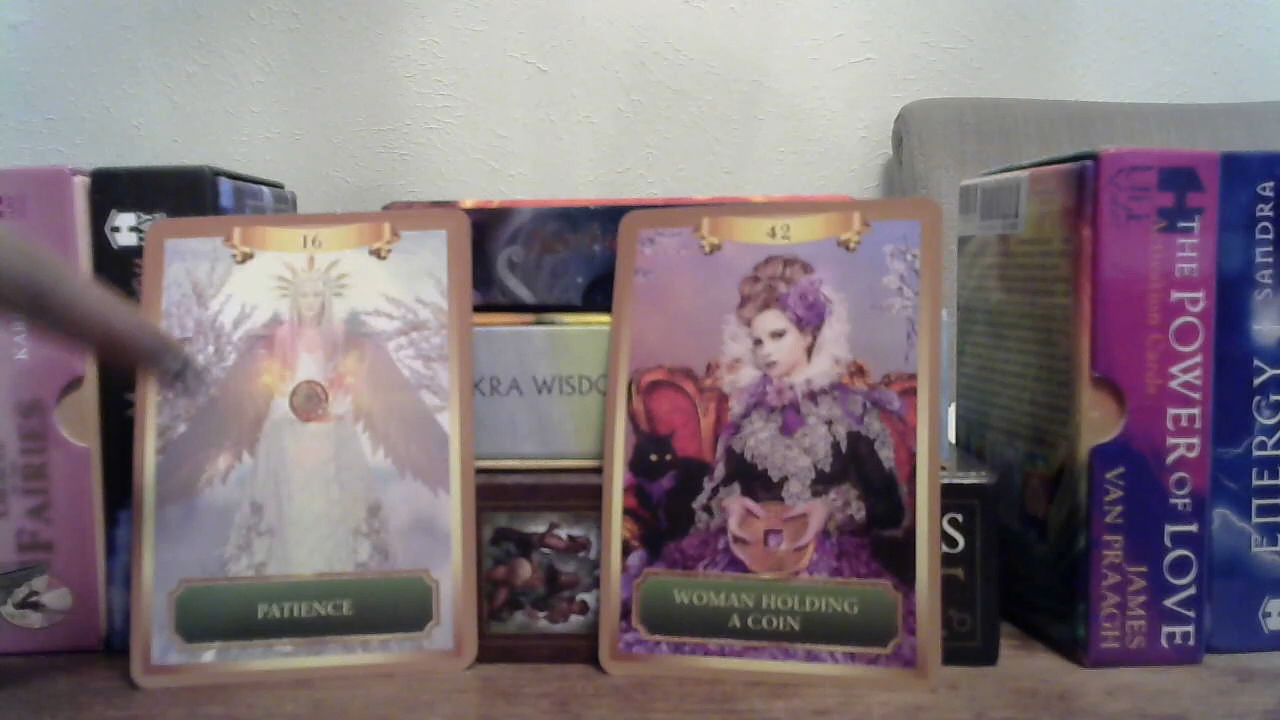 16
PATIENCE
42
WOMAN HOLDING
A COIN
FAIRIES
KRA WISDO
S
THE POWER OF LOVE
JAMES
VAN PRAAGH
ENERGY
SANDRA